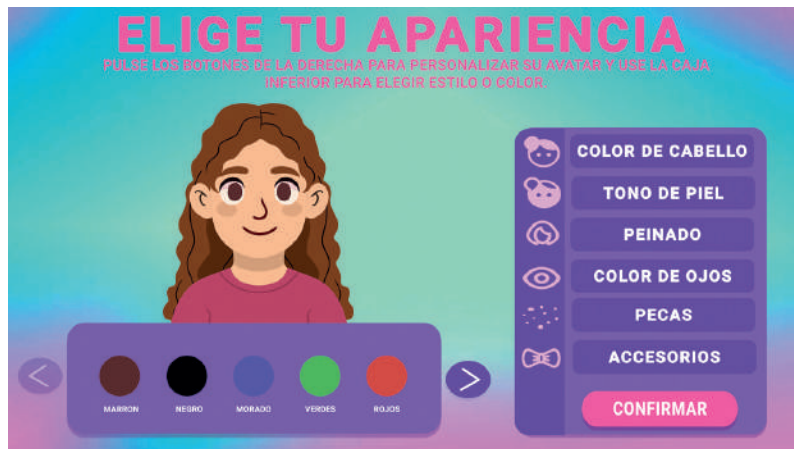 ELIGE TU APARIENCIA
PULSE LOS BOTONES DE LA DERECHA PARA PERSONALIZAR SU AVATAR Y USE LA CAJA
INFERIOR PARA ELEGIR ESTILO O COLOR.
COLOR DE CABELLO
TONO DE PIEL
PEINADO
COLOR DE OJOS
PECAS
ACCESORIOS
CONFIRMAR
MARRON
NEGRO
MORADO
VERDES
ROJOS